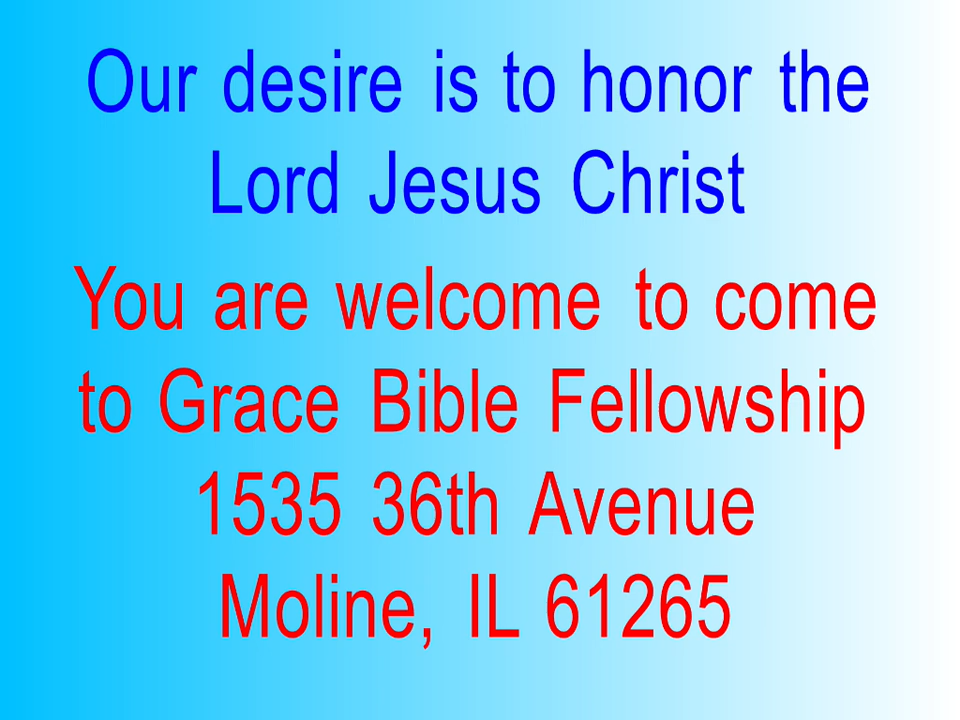 Our desire is to honor the
Lord Jesus Christ
You are welcome to come
to Grace Bible Fellowship
1535 36th Avenue
Moline, IL 61265